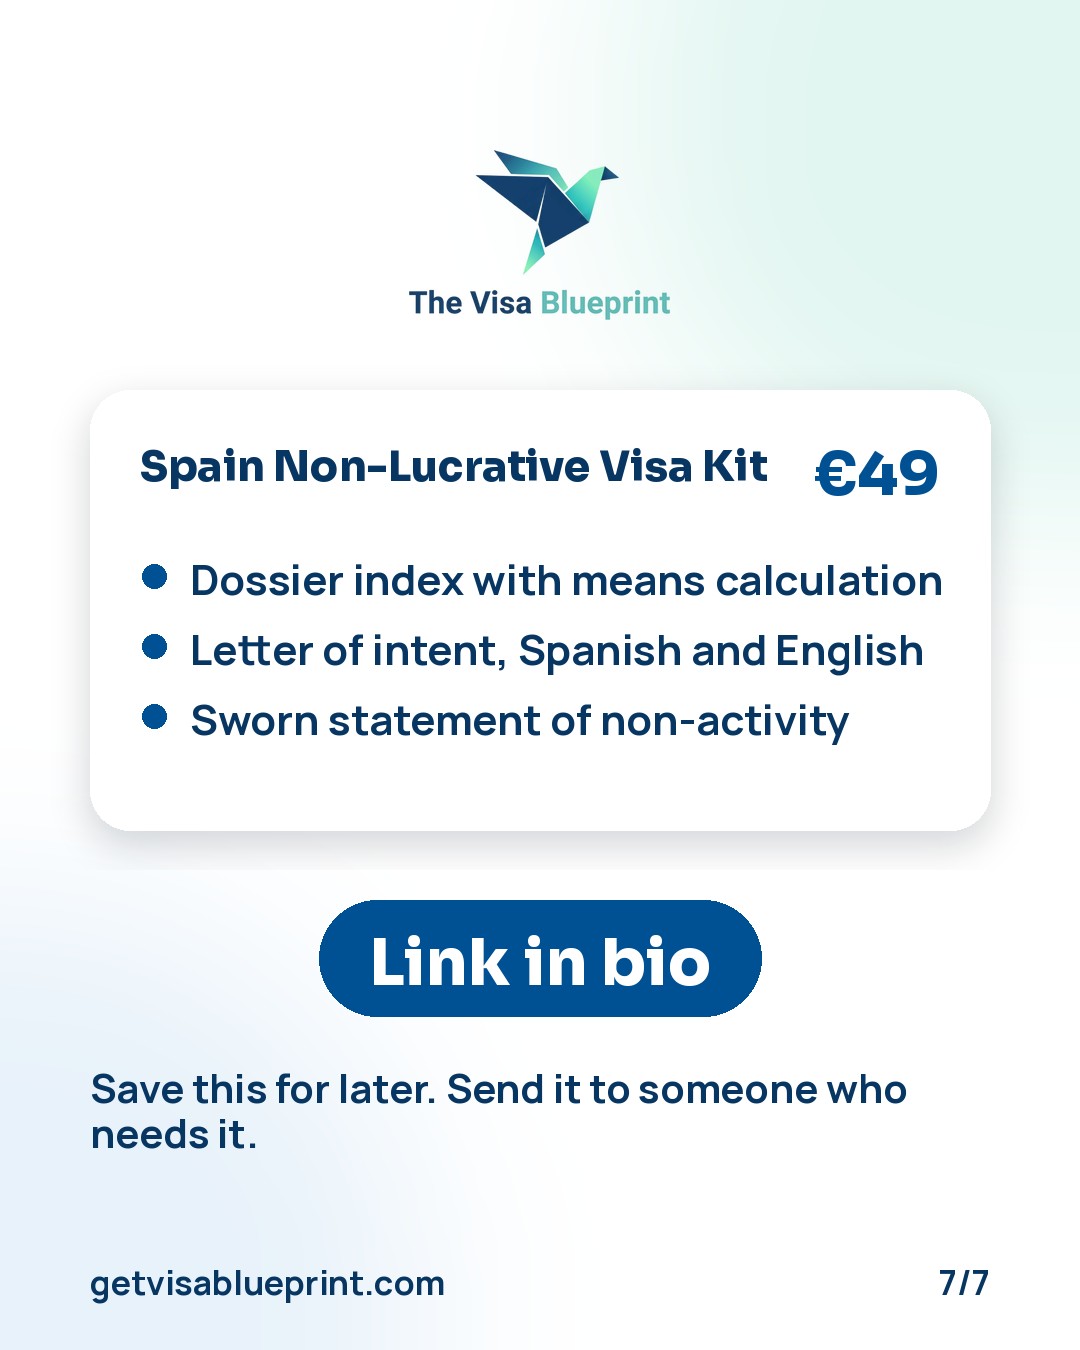 The Visa Blueprint
Spain Non-Lucrative Visa Kit €49
Dossier index with means calculation
Letter of intent, Spanish and English
Sworn statement of non-activity
Link in bio
Save this for later. Send it to someone who
needs it.
getvisablueprint.com 7/7